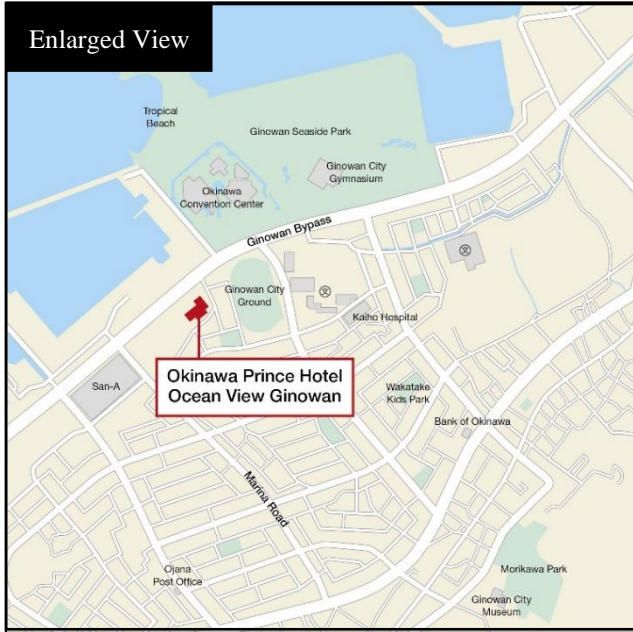 Enlarged View
Tropical
Beach
Ginowan Seaside Park
Ginowan City
Gymnasium
Okinawa
Convention Center
Ginowan Bypass
Ginowan City
Ground
文
文
Kaiho Hospital
Okinawa Prince Hotel
Ocean View Ginowan
San-A
Wakatake
Kids Park
Bank of Okinawa
Marina Road
Ojana
Post Office
Morikawa Park
Ginowan City
Museum